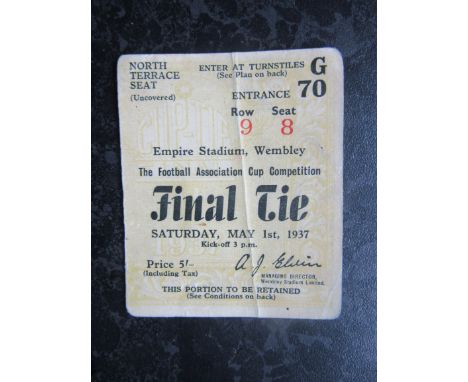 NORTH
TERRACE
SEAT
(Uncovered)
ENTER AT TURNSTILES
(See Plan on back)
G
ENTRANCE 70
Row Seat
9 8
Empire Stadium, Wembley
The Football Association Cup Competition
Final Tie
SATURDAY, MAY 1st, 1937
Kick-off 3 p.m.
Price 5/-
(Including Tax)
A. J. Elvin
MANAGING DIRECTOR,
Wembley Stadium Limited.
THIS PORTION TO BE RETAINED
(See Conditions on back)